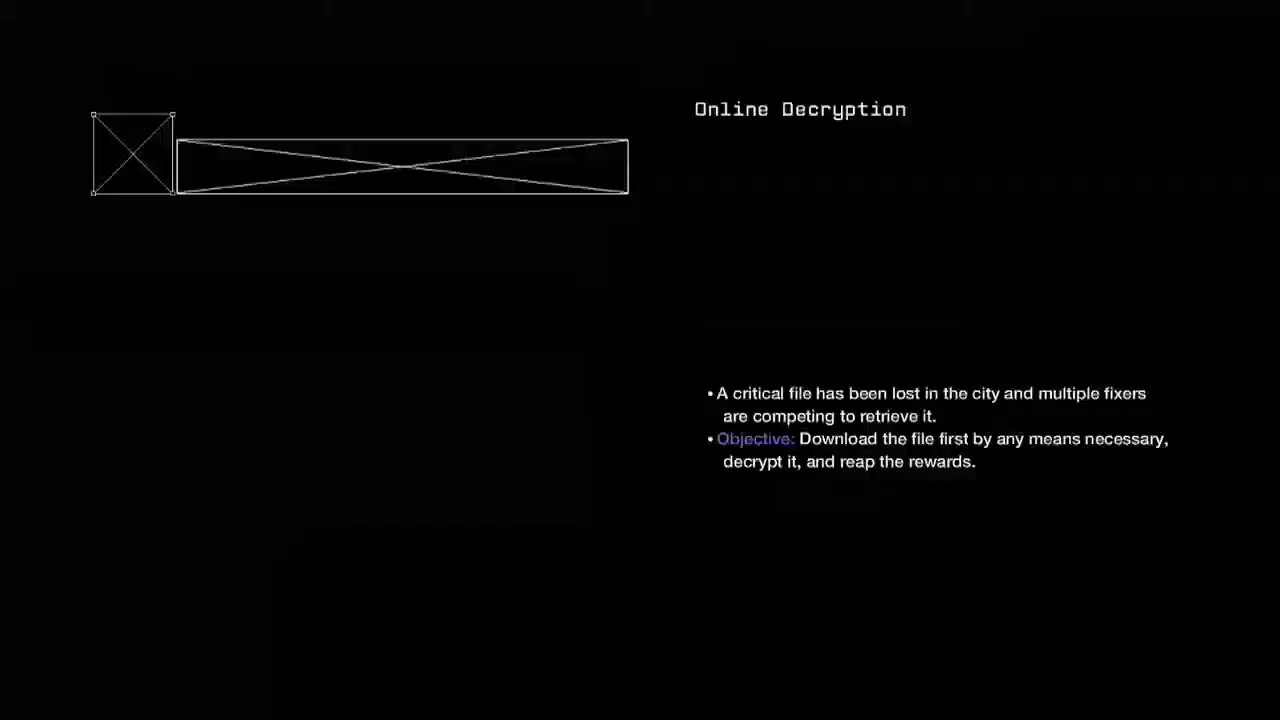 Online Decryption
• A critical file has been lost in the city and multiple fixers
are competing to retrieve it.
• Objective: Download the file first by any means necessary,
decrypt it, and reap the rewards.